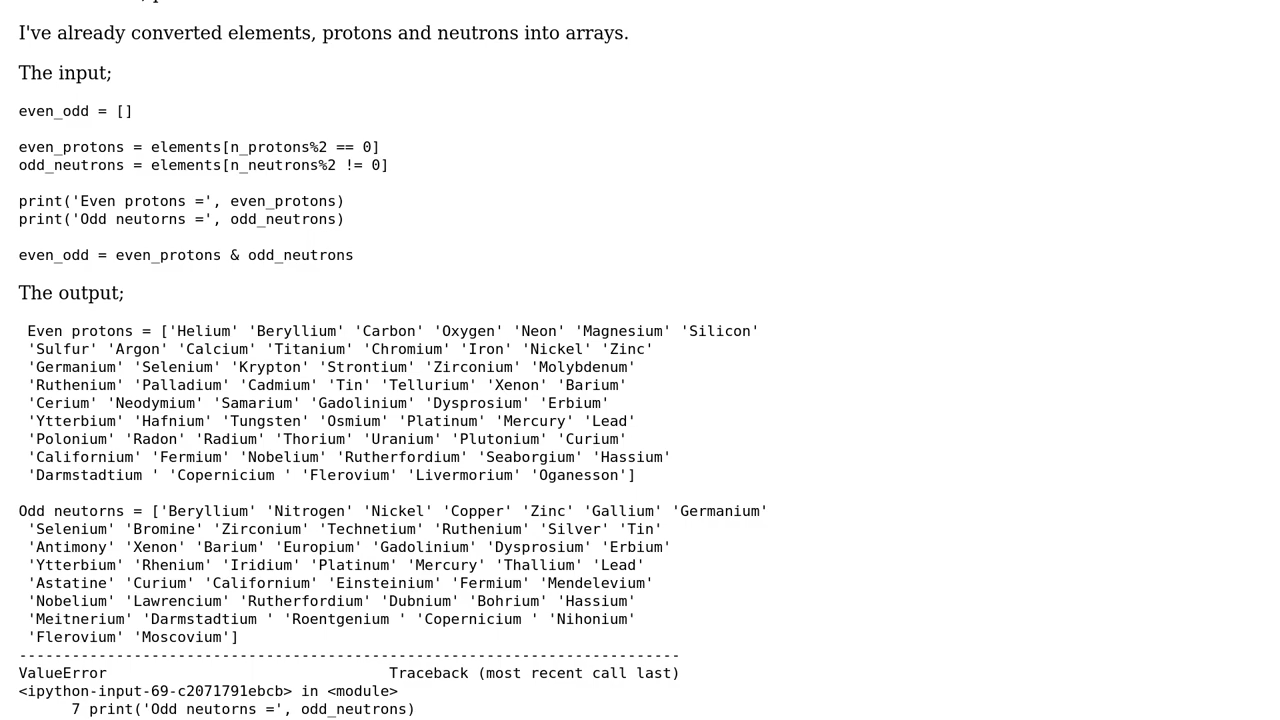 I've already converted elements, protons and neutrons into arrays.
The input;
even_odd = []
even_protons = elements[n_protons%2 == 0]
odd_neutrons = elements[n_neutrons%2 != 0]
print('Even protons =', even_protons)
print('Odd neutorns =', odd_neutrons)
even_odd = even_protons & odd_neutrons
The output;
Even protons = ['Helium' 'Beryllium' 'Carbon' 'Oxygen' 'Neon' 'Magnesium' 'Silicon'
'Sulfur' 'Argon' 'Calcium' 'Titanium' 'Chromium' 'Iron' 'Nickel' 'Zinc'
'Germanium' 'Selenium' 'Krypton' 'Strontium' 'Zirconium' 'Molybdenum'
'Ruthenium' 'Palladium' 'Cadmium' 'Tin' 'Tellurium' 'Xenon' 'Barium'
'Cerium' 'Neodymium' 'Samarium' 'Gadolinium' 'Dysprosium' 'Erbium'
'Ytterbium' 'Hafnium' 'Tungsten' 'Osmium' 'Platinum' 'Mercury' 'Lead'
'Polonium' 'Radon' 'Radium' 'Thorium' 'Uranium' 'Plutonium' 'Curium'
'Californium' 'Fermium' 'Nobelium' 'Rutherfordium' 'Seaborgium' 'Hassium'
'Darmstadtium ' 'Copernicium ' 'Flerovium' 'Livermorium' 'Oganesson']
Odd neutorns = ['Beryllium' 'Nitrogen' 'Nickel' 'Copper' 'Zinc' 'Gallium' 'Germanium'
'Selenium' 'Bromine' 'Zirconium' 'Technetium' 'Ruthenium' 'Silver' 'Tin'
'Antimony' 'Xenon' 'Barium' 'Europium' 'Gadolinium' 'Dysprosium' 'Erbium'
'Ytterbium' 'Rhenium' 'Iridium' 'Platinum' 'Mercury' 'Thallium' 'Lead'
'Astatine' 'Curium' 'Californium' 'Einsteinium' 'Fermium' 'Mendelevium'
'Nobelium' 'Lawrencium' 'Rutherfordium' 'Dubnium' 'Bohrium' 'Hassium'
'Meitnerium' 'Darmstadtium ' 'Roentgenium ' 'Copernicium ' 'Nihonium'
'Flerovium' 'Moscovium']
---------------------------------------------------------------------------
ValueError                                Traceback (most recent call last)
<ipython-input-69-c2071791ebcb> in <module>
7 print('Odd neutorns =', odd_neutrons)